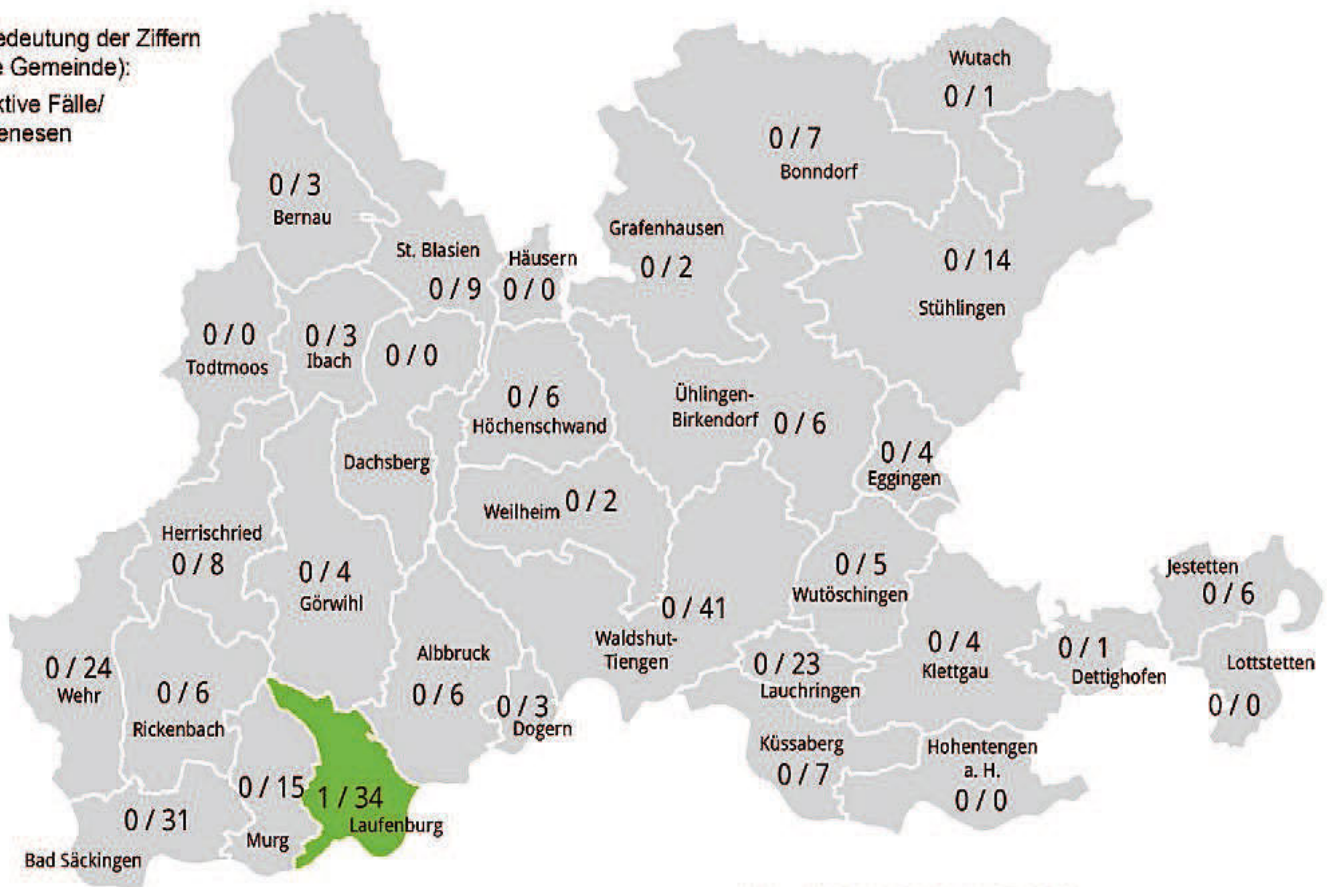 edeutung der Ziffern
e Gemeinde):
ktive Fälle/
enesen
Wutach
0 / 1
0 / 7
Bonndorf
0 / 3
Bernau
Grafenhausen
0 / 2
St. Blasien
0 / 9
Häusern
0 / 0
0 / 14
Stühlingen
0 / 0
Todtmoos
0 / 3
Ibach
0 / 0
Dachsberg
0 / 6
Höchenschwand
Ühlingen-
Birkendorf 0 / 6
0 / 4
Eggingen
Weilheim 0 / 2
Herrischried
0 / 8
0 / 4
Görwihl
0 / 41
Waldshut-
Tiengen
0 / 5
Wutöschingen
Jestetten
0 / 6
0 / 24
Wehr
0 / 6
Rickenbach
Albbruck
0 / 6
0 / 3
Dogern
0 / 23
Lauchringen
0 / 4
Klettgau
0 / 1
Dettighofen
Lottstetten
0 / 0
Küssaberg
0 / 7
Hohentengen
a. H.
0 / 0
0 / 31
Bad Säckingen
0 / 15
Murg
1 / 34
Laufenburg